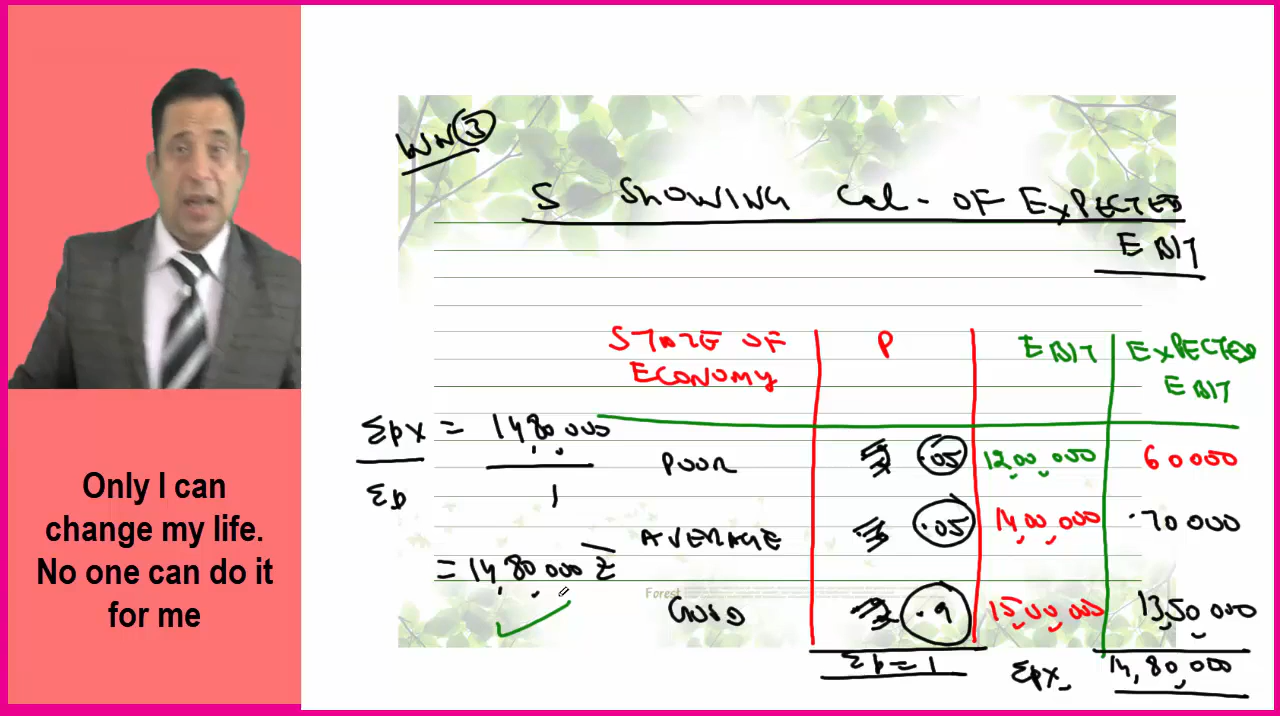 WN 3
S SHOWING Cal - OF EXPECTED
EBIT
STATE OF ECONOMY P EBIT EXPECTED EBIT
POOR .05 12,00,000 60000
AVERAGE .05 14,00,000 70000
GOOD .9 15,00,000 13,50,000
Σp = 1 Σpx 14,80,000
Σpx = 14,80,000
Σp 1
= 14,80,000
Forest
Only I can
change my life.
No one can do it
for me